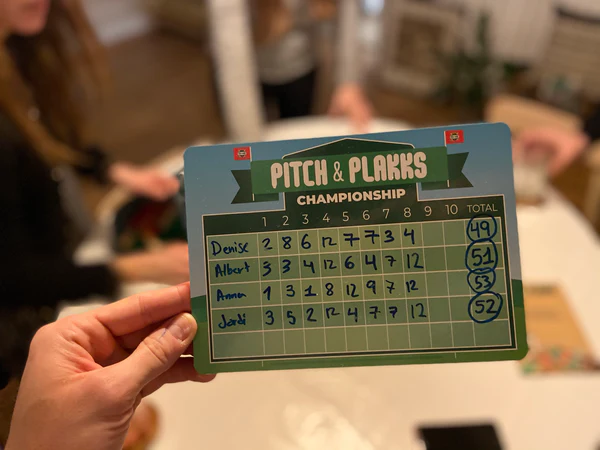 PITCH & PLAKKS
CHAMPIONSHIP
1 2 3 4 5 6 7 8 9 10 TOTAL
Denise 2 8 6 12 7 7 3 4 49
Albert 3 3 4 12 6 4 7 12 51
Anna 1 3 1 8 12 9 7 12 53
Jordi 3 5 2 12 4 7 7 12 52